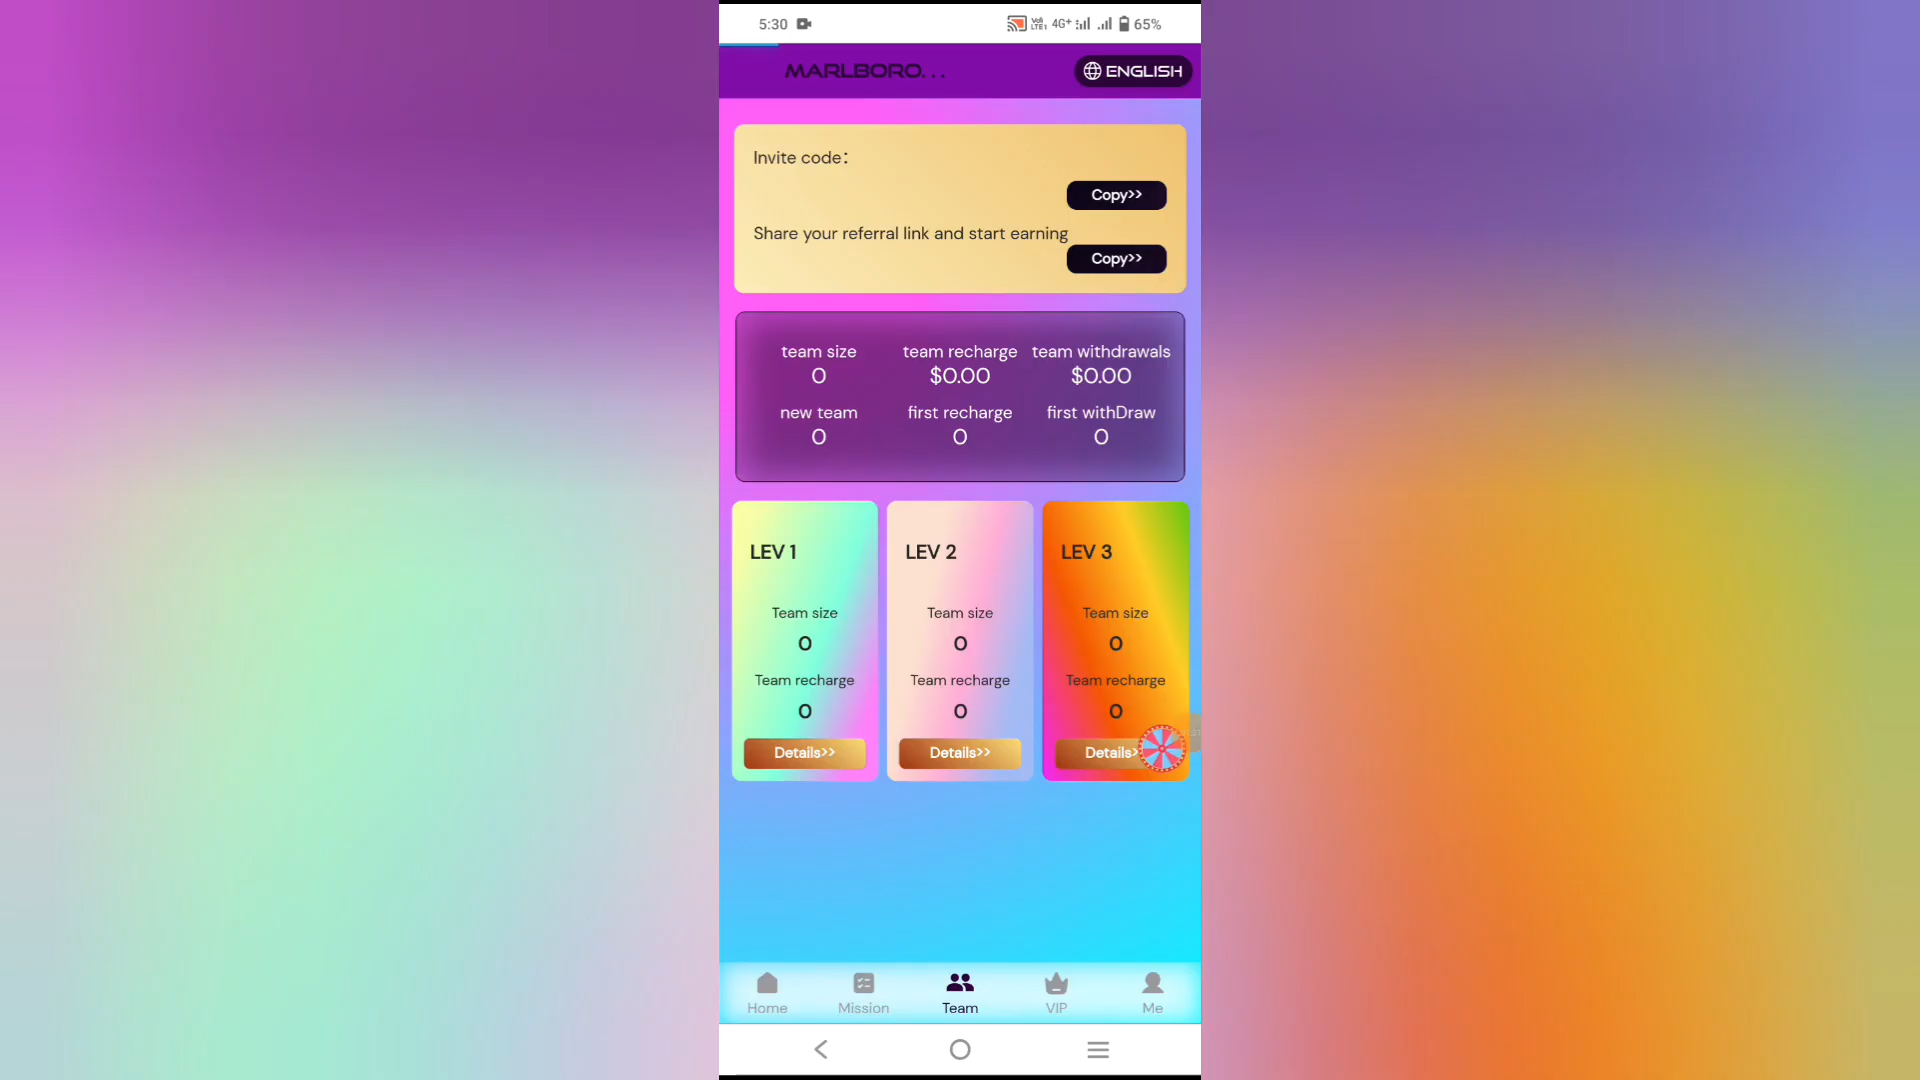 5:30 4G+ 65%
MARLBORO... ENGLISH
Invite code：
Copy>>
Share your referral link and start earning
Copy>>
team size team recharge team withdrawals
0 $0.00 $0.00
new team first recharge first withDraw
0 0 0
LEV 1 LEV 2 LEV 3
Team size Team size Team size
0 0 0
Team recharge Team recharge Team recharge
0 0 0
Details>> Details>> Details>
Home Mission Team VIP Me